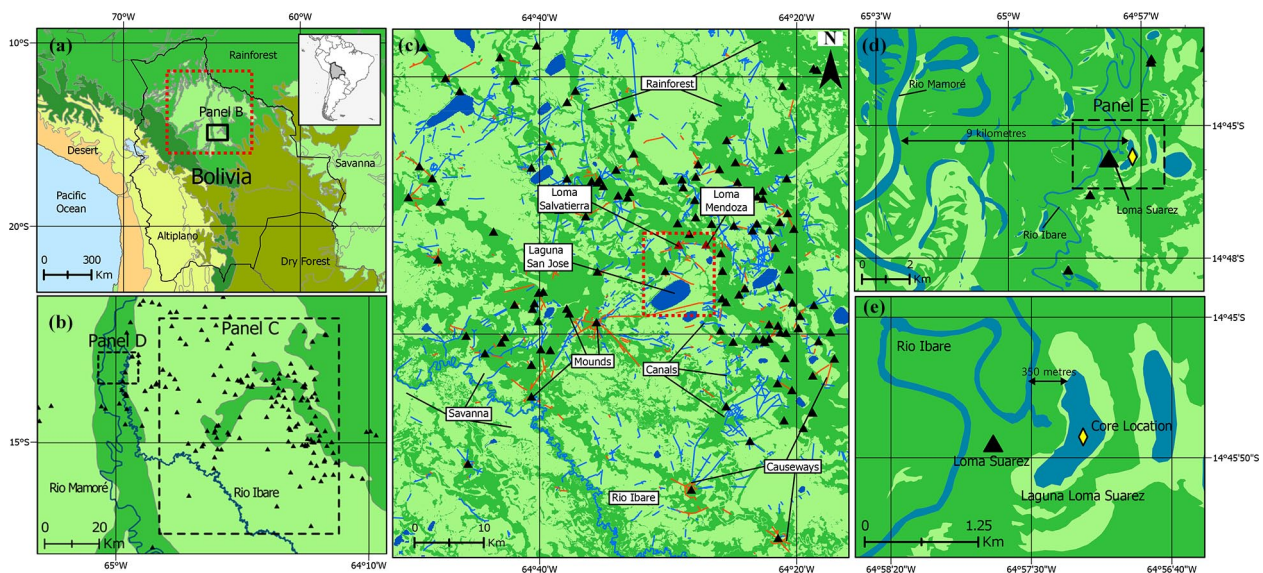 70°W
60°W
(a)
10°S
Rainforest
Panel B
Desert
Bolivia
Savanna
Pacific
Ocean
20°S
Altiplano
0 300
Km
Dry Forest
(b)
Panel C
Panel D
15°S
Rio Mamoré
Rio Ibare
0 20
Km
65°W
64°10'W
64°40'W
64°20'W
(c)
N
Rainforest
Loma
Salvatierra
Loma
Mendoza
Laguna
San Jose
Mounds
Canals
Savanna
Causeways
Rio Ibare
0 10
Km
64°40'W
64°20'W
65°3'W
65°W
64°57'W
(d)
Rio Mamoré
Panel E
14°45'S
9 kilometres
Loma Suarez
Rio Ibare
14°48'S
0 2
Km
(e)
14°45'S
Rio Ibare
350 metres
Core Location
Loma Suarez
14°45'50"S
Laguna Loma Suarez
0 1.25
Km
64°58'20"W
64°57'30"W
64°56'40"W